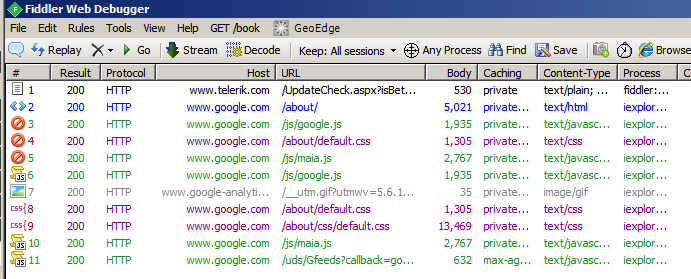 Fiddler Web Debugger
File Edit Rules Tools View Help GET /book GeoEdge
Replay Go Stream Decode Keep: All sessions Any Process Find Save Browse
# Result Protocol Host URL Body Caching Content-Type Process
1 200 HTTP www.telerik.com /UpdateCheck.aspx?isBet... 530 private text/plain; ... fiddler:...
2 200 HTTP www.google.com /about/ 5,021 private... text/html iexplor...
3 200 HTTP www.google.com /js/google.js 1,935 private... text/javasc... iexplor...
4 200 HTTP www.google.com /about/default.css 1,305 private... text/css iexplor...
5 200 HTTP www.google.com /js/maia.js 2,767 private... text/javasc... iexplor...
JS 6 200 HTTP www.google.com /js/google.js 1,935 private... text/javasc... iexplor...
7 200 HTTP www.google-analyti... /__utm.gif?utmwv=5.6.1... 35 private... image/gif iexplor...
css{ 8 200 HTTP www.google.com /about/default.css 1,305 private... text/css iexplor...
css{ 9 200 HTTP www.google.com /about/css/default.css 13,469 private... text/css iexplor...
JS 10 200 HTTP www.google.com /js/maia.js 2,767 private... text/javasc... iexplor...
JS 11 200 HTTP www.google.com /uds/Gfeeds?callback=go... 632 max-ag... text/javasc... iexplor...